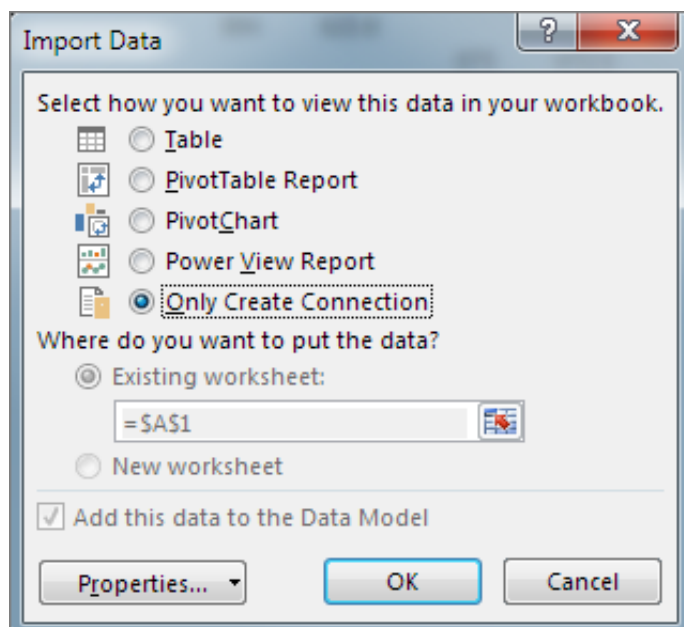 Import Data
?
X
Select how you want to view this data in your workbook.
Table
PivotTable Report
PivotChart
Power View Report
Only Create Connection
Where do you want to put the data?
Existing worksheet:
=$A$1
New worksheet
Add this data to the Data Model
Properties... OK Cancel